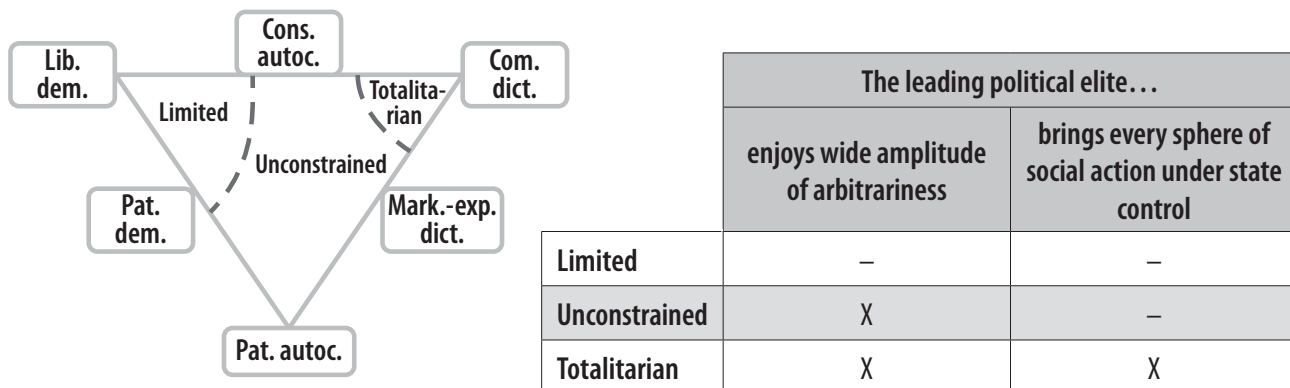 Cons.
autoc.
Lib.
dem.
Com.
dict.
Limited
Totalita-
rian
Unconstrained
Pat.
dem.
Mark.-exp.
dict.
Pat. autoc.
The leading political elite…
enjoys wide amplitude
of arbitrariness
brings every sphere of
social action under state
control
Limited – –
Unconstrained X –
Totalitarian X X